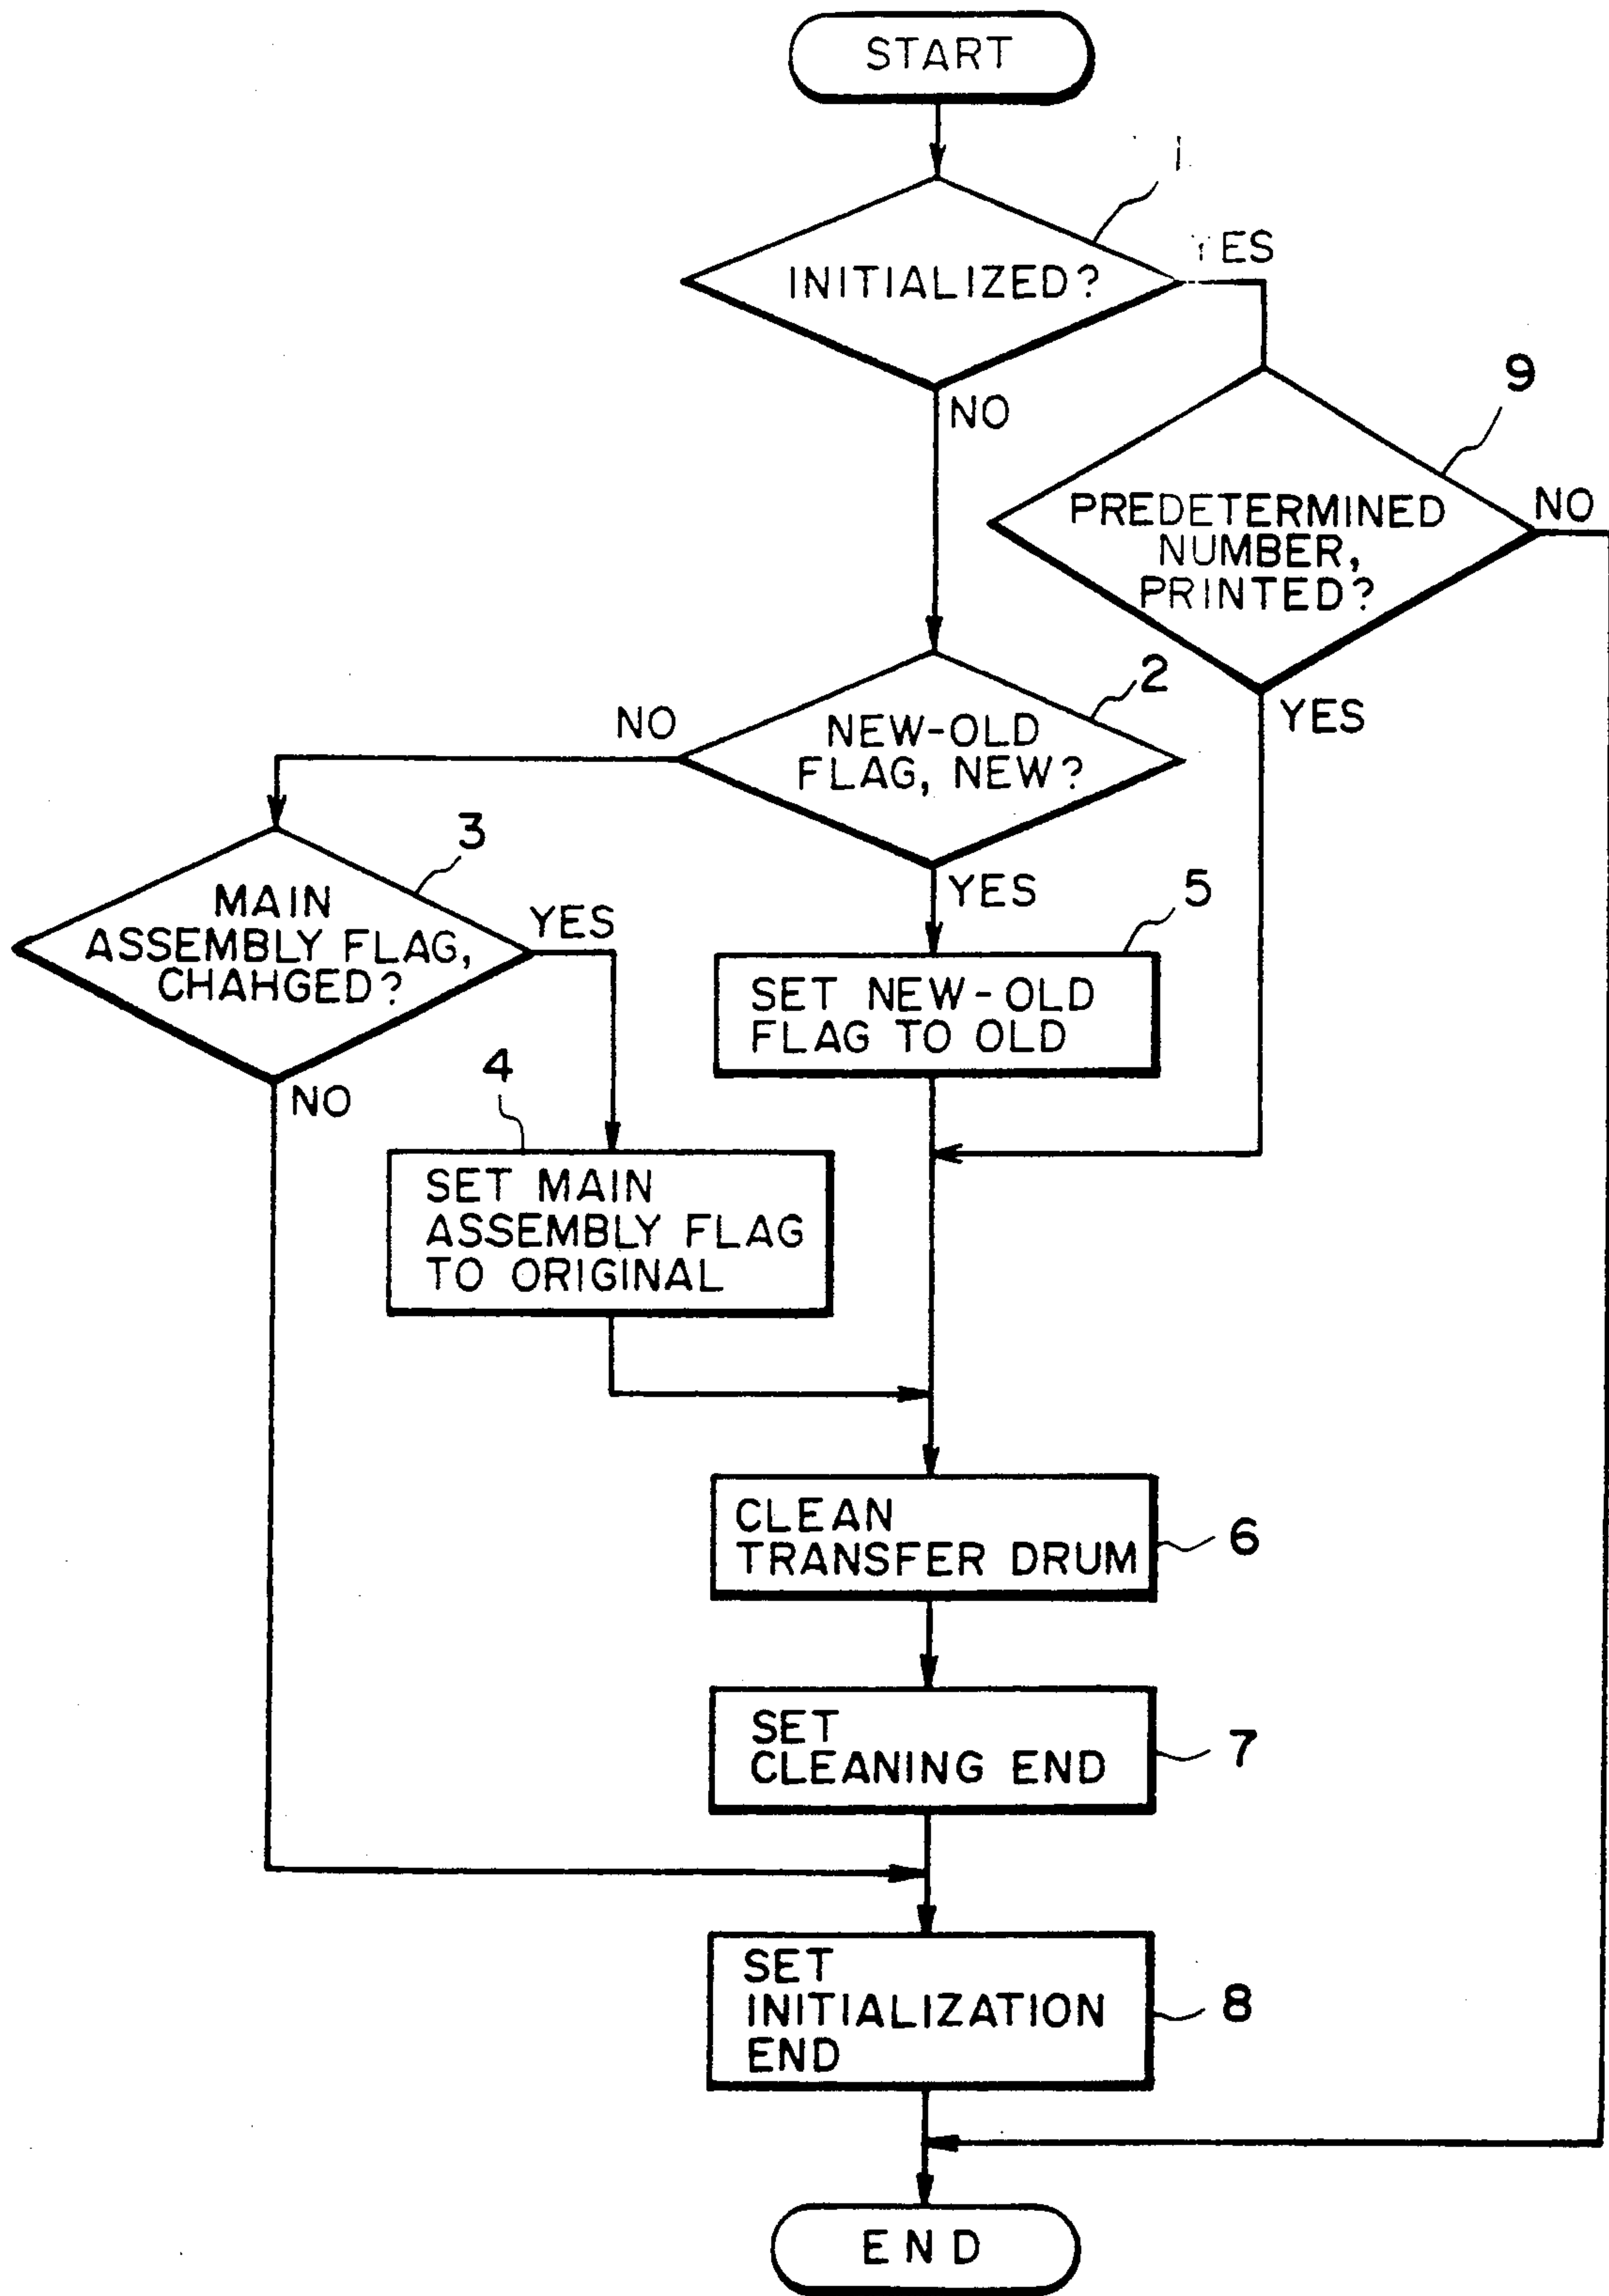 START
1
INITIALIZED?
YES
NO
9
PREDETERMINED
NUMBER,
PRINTED?
NO
YES
2
NEW-OLD
FLAG, NEW?
NO
YES
3
MAIN
ASSEMBLY FLAG,
CHAHGED?
YES
NO
5
SET NEW-OLD
FLAG TO OLD
4
SET MAIN
ASSEMBLY FLAG
TO ORIGINAL
CLEAN
TRANSFER DRUM
6
SET
CLEANING END
7
SET
INITIALIZATION
END
8
END